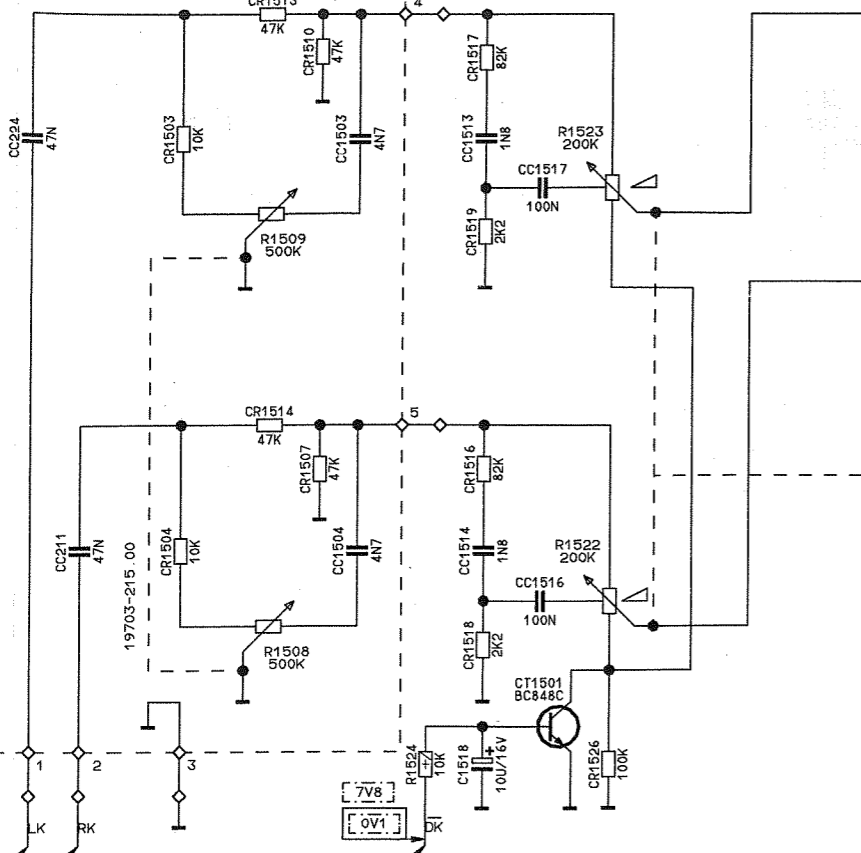 CR1513
47K
4
CR1510
47K
CR1517
82K
CC224
47N
CR1503
10K
CC1503
4N7
CC1513
1N8
R1523
200K
CC1517
100N
CR1519
2K2
R1509
500K
CR1514
47K
5
CR1507
47K
CR1516
82K
CC211
47N
19703-215.00
CR1504
10K
CC1504
4N7
CC1514
1N8
R1522
200K
CC1516
100N
CR1518
2K2
R1508
500K
CT1501
BC848C
1
2
3
R1524
10K
C1518
+
10U/16V
CR1526
100K
7V8
0V1
LK
RK
DK